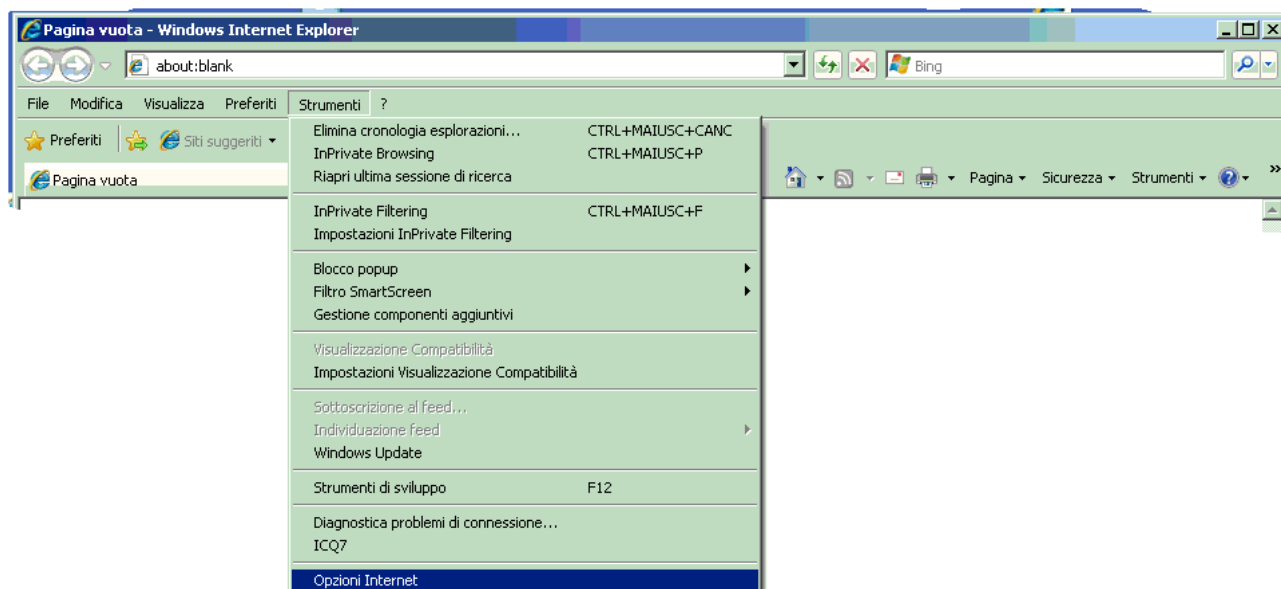 Pagina vuota - Windows Internet Explorer
about:blank
Bing
File Modifica Visualizza Preferiti Strumenti ?
Preferiti Siti suggeriti
Pagina vuota
Pagina Sicurezza Strumenti
Elimina cronologia esplorazioni... CTRL+MAIUSC+CANC
InPrivate Browsing CTRL+MAIUSC+P
Riapri ultima sessione di ricerca
InPrivate Filtering CTRL+MAIUSC+F
Impostazioni InPrivate Filtering
Blocco popup
Filtro SmartScreen
Gestione componenti aggiuntivi
Visualizzazione Compatibilità
Impostazioni Visualizzazione Compatibilità
Sottoscrizione al feed...
Individuazione feed
Windows Update
Strumenti di sviluppo F12
Diagnostica problemi di connessione...
ICQ7
Opzioni Internet